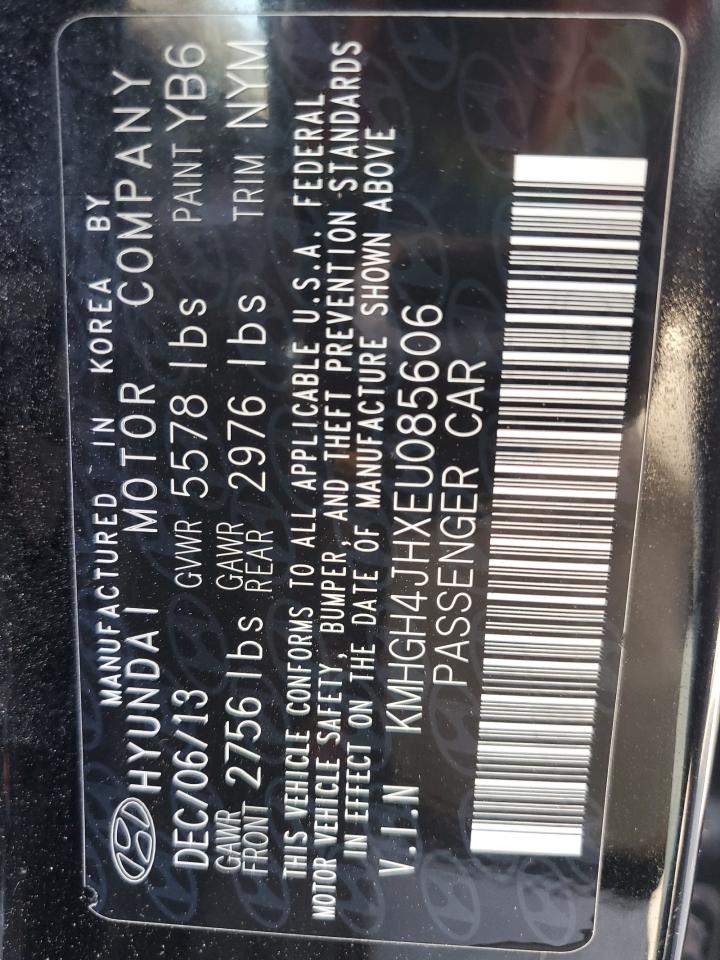 MANUFACTURED IN KOREA BY
HYUNDAI MOTOR COMPANY
DEC/06/13 GVWR 5578 lbs PAINT YB6
GAWR FRONT 2756 lbs GAWR REAR 2976 lbs TRIM NYM
THIS VEHICLE CONFORMS TO ALL APPLICABLE U.S.A. FEDERAL
MOTOR VEHICLE SAFETY, BUMPER, AND THEFT PREVENTION STANDARDS
IN EFFECT ON THE DATE OF MANUFACTURE SHOWN ABOVE
V.I.N KMHGH4JHXEU085606
PASSENGER CAR